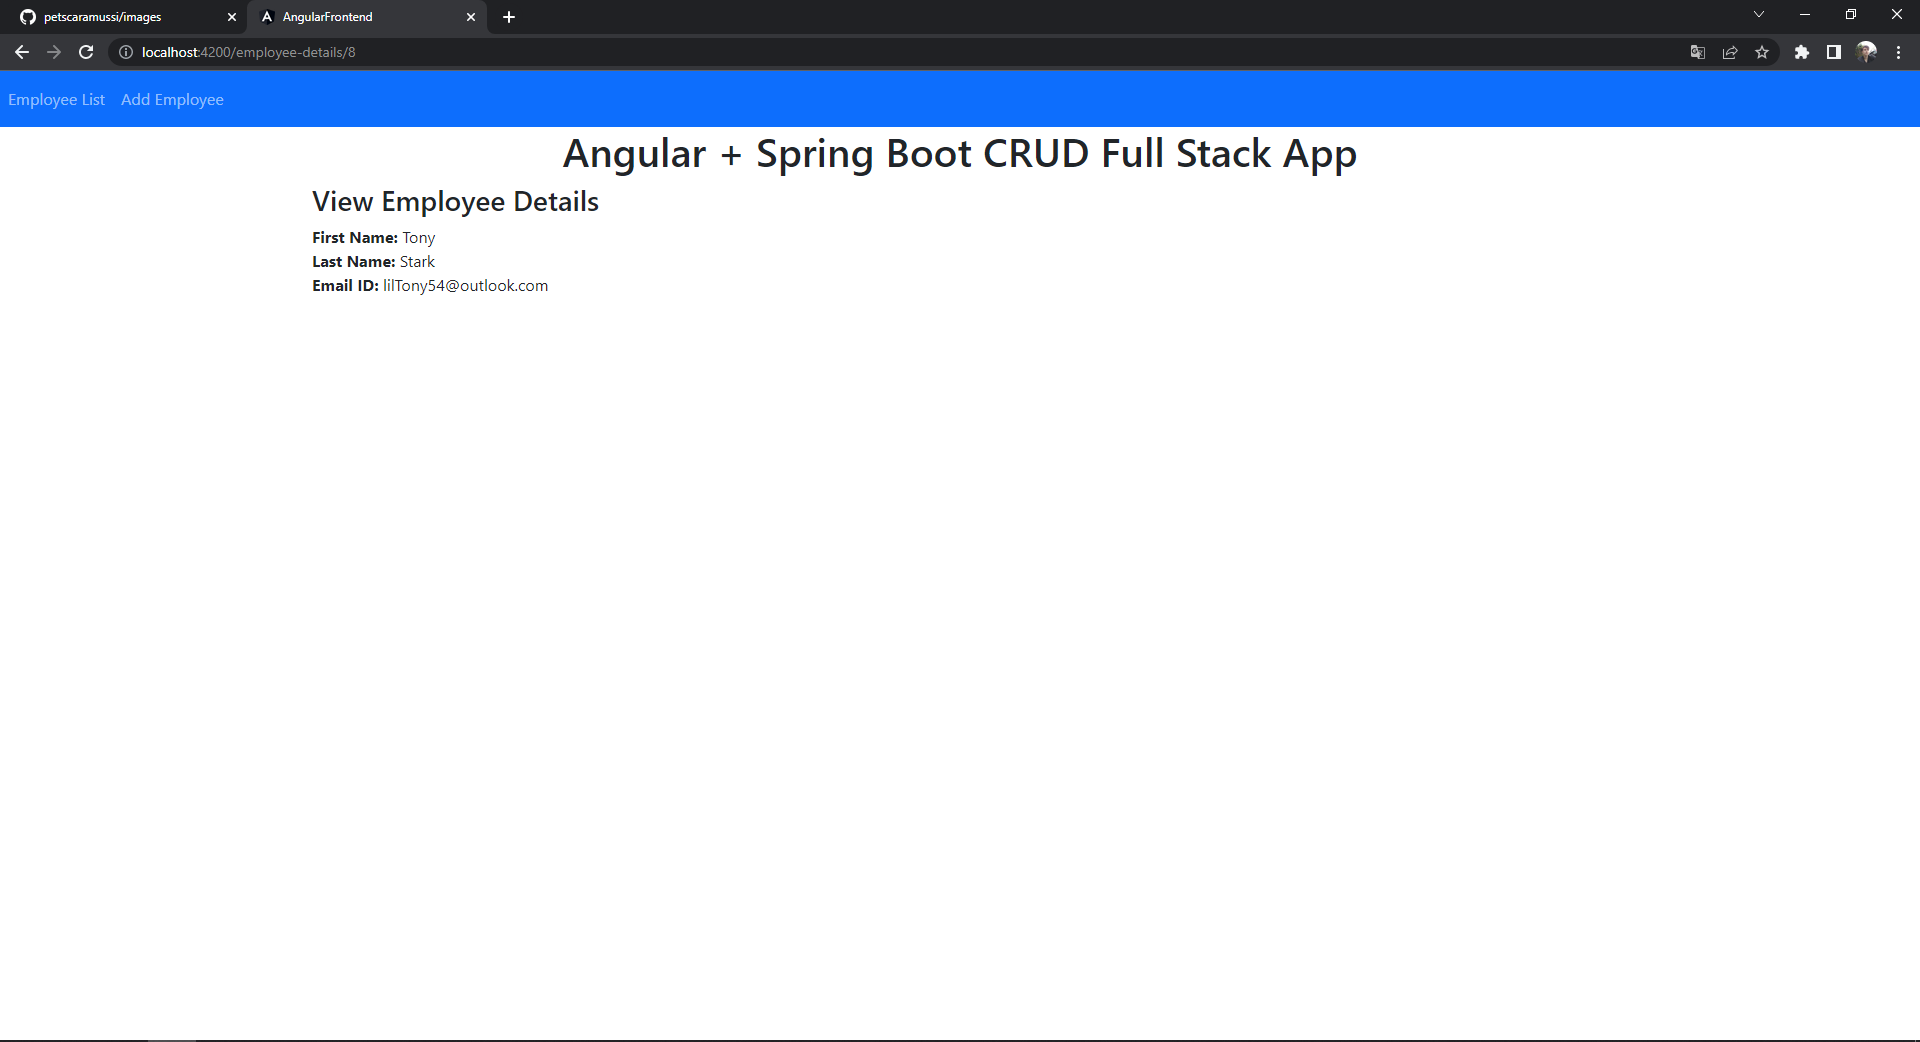 petscaramussi/images
AngularFrontend
localhost:4200/employee-details/8
Employee List Add Employee
Angular + Spring Boot CRUD Full Stack App
View Employee Details
First Name: Tony
Last Name: Stark
Email ID: lilTony54@outlook.com